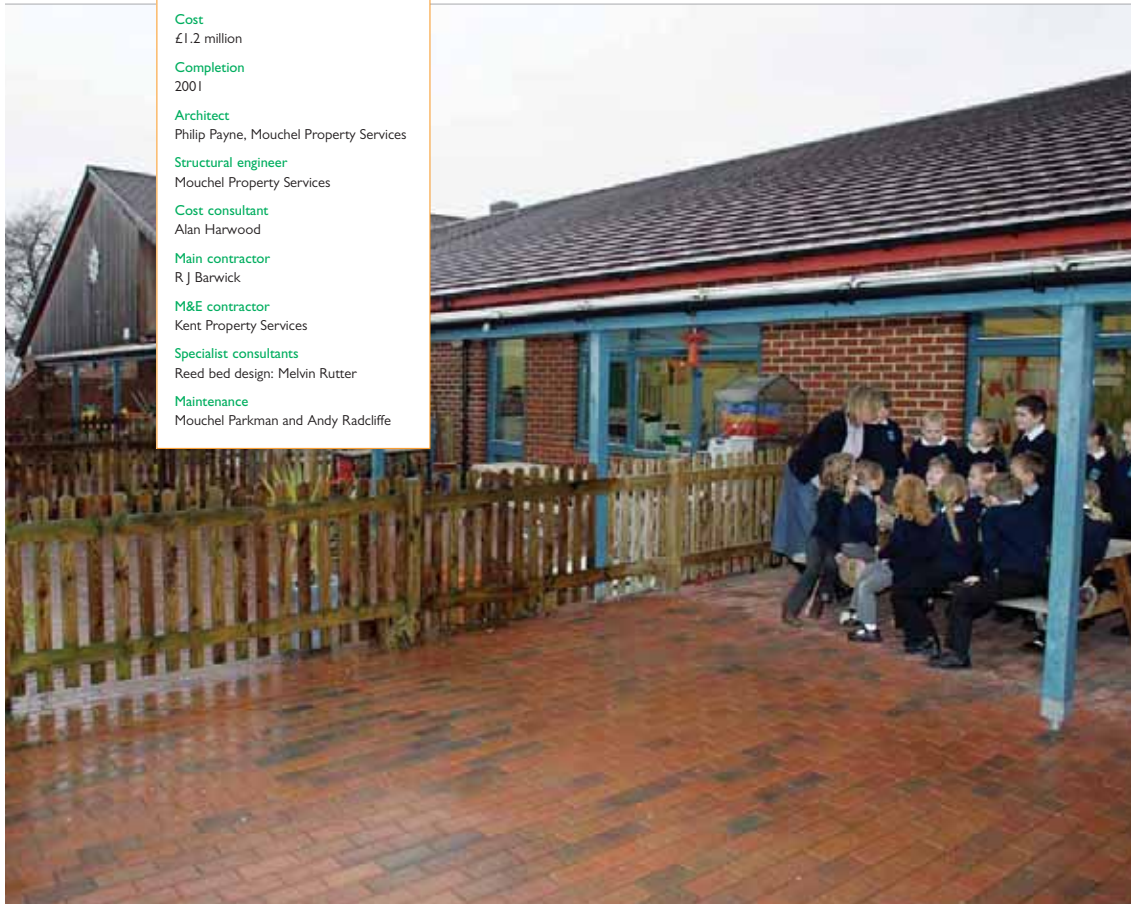 Cost
£1.2 million
Completion
2001
Architect
Philip Payne, Mouchel Property Services
Structural engineer
Mouchel Property Services
Cost consultant
Alan Harwood
Main contractor
R J Barwick
M&E contractor
Kent Property Services
Specialist consultants
Reed bed design: Melvin Rutter
Maintenance
Mouchel Parkman and Andy Radcliffe